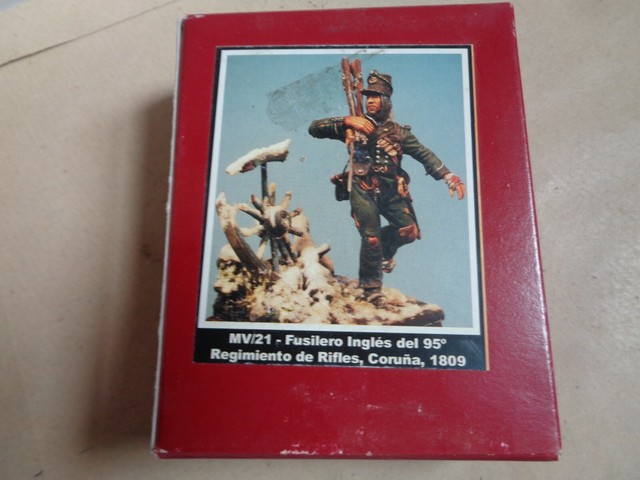 MV/21 - Fusilero Inglés del 95º
Regimiento de Rifles, Coruña, 1809